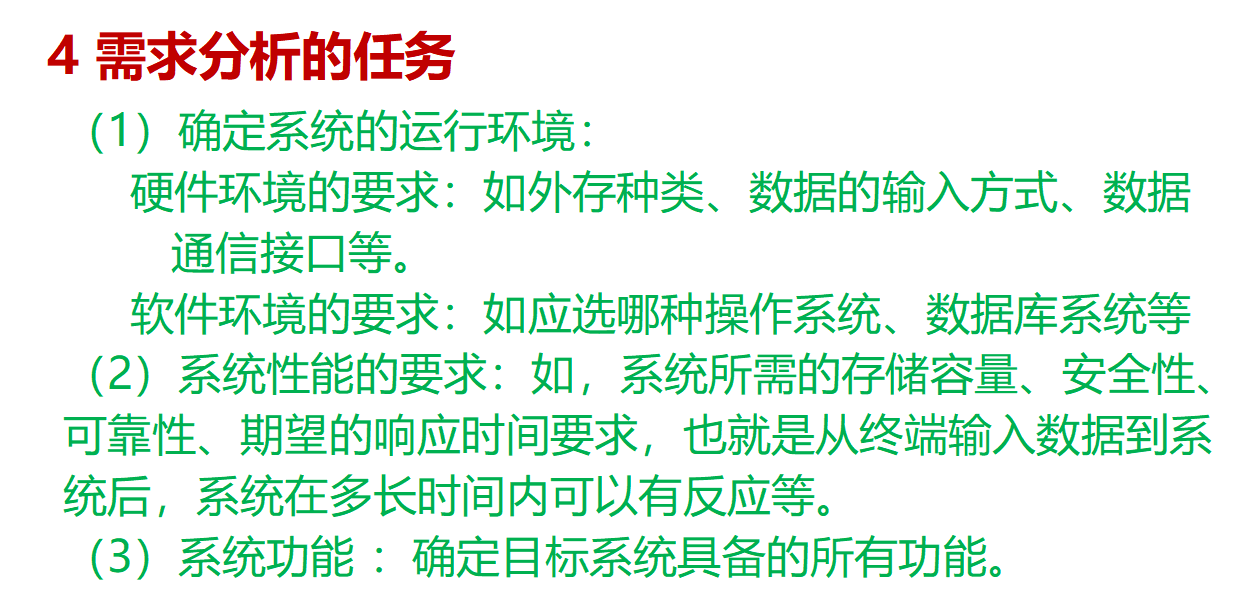 4 需求分析的任务
（1）确定系统的运行环境：
硬件环境的要求：如外存种类、数据的输入方式、数据
通信接口等。
软件环境的要求：如应选哪种操作系统、数据库系统等
（2）系统性能的要求：如，系统所需的存储容量、安全性、
可靠性、期望的响应时间要求，也就是从终端输入数据到系
统后，系统在多长时间内可以有反应等。
（3）系统功能 ： 确定目标系统具备的所有功能。